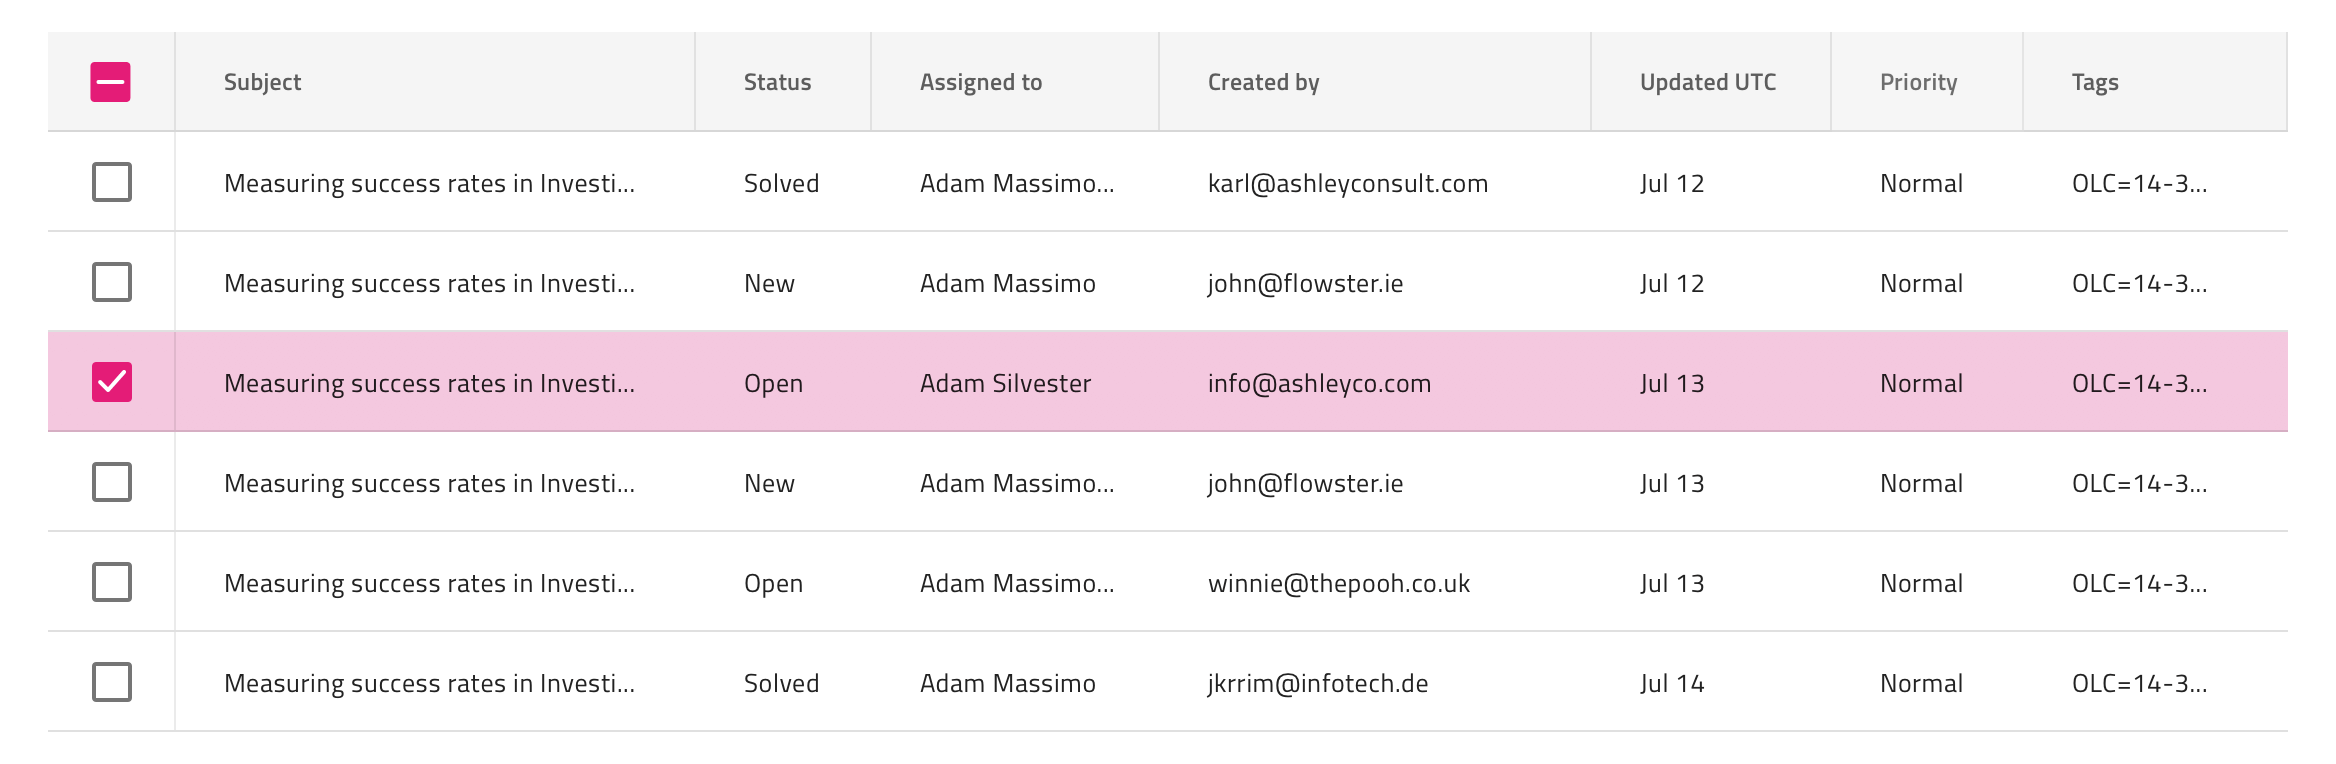 Subject Status Assigned to Created by Updated UTC Priority Tags
Measuring success rates in Investi... Solved Adam Massimo... karl@ashleyconsult.com Jul 12 Normal OLC=14-3...
Measuring success rates in Investi... New Adam Massimo john@flowster.ie Jul 12 Normal OLC=14-3...
Measuring success rates in Investi... Open Adam Silvester info@ashleyco.com Jul 13 Normal OLC=14-3...
Measuring success rates in Investi... New Adam Massimo... john@flowster.ie Jul 13 Normal OLC=14-3...
Measuring success rates in Investi... Open Adam Massimo... winnie@thepooh.co.uk Jul 13 Normal OLC=14-3...
Measuring success rates in Investi... Solved Adam Massimo jkrrim@infotech.de Jul 14 Normal OLC=14-3...